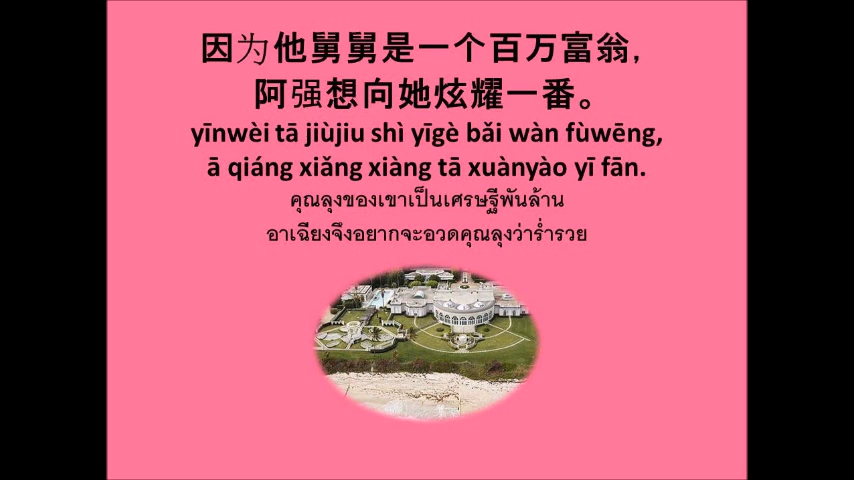 因为他舅舅是一个百万富翁，
阿强想向她炫耀一番。
yīnwèi tā jiùjiu shì yīgè bǎi wàn fùwēng,
ā qiáng xiǎng xiàng tā xuànyào yī fān.
คุณลุงของเขาเป็นเศรษฐีพันล้าน
อาเฉียงจึงอยากจะอวดคุณลุงว่าร่ำรวย